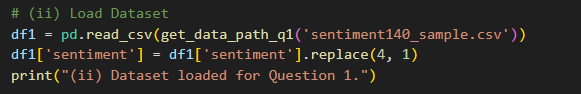 # (ii) Load Dataset
df1 = pd.read_csv(get_data_path_q1('sentiment140_sample.csv'))
df1['sentiment'] = df1['sentiment'].replace(4, 1)
print("(ii) Dataset loaded for Question 1.")